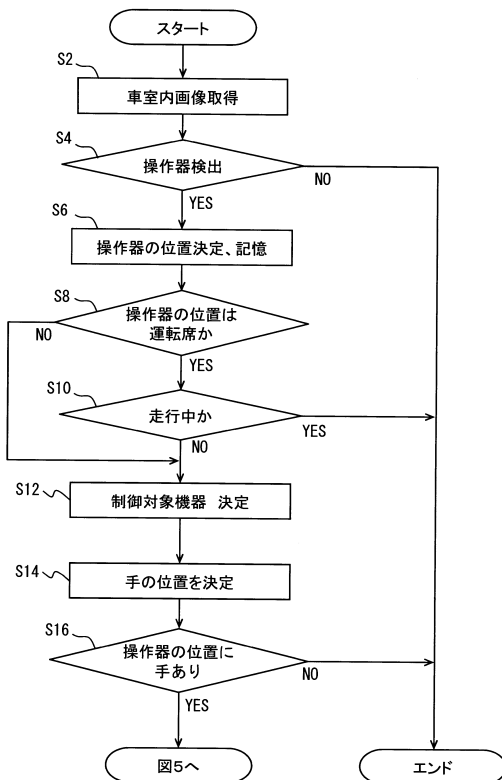 スタート
S2
車室内画像取得
S4
操作器検出
NO
YES
S6
操作器の位置決定、記憶
S8
操作器の位置は
運転席か
NO
YES
S10
走行中か
YES
NO
S12
制御対象機器 決定
S14
手の位置を決定
S16
操作器の位置に
手あり
NO
YES
図5へ
エンド